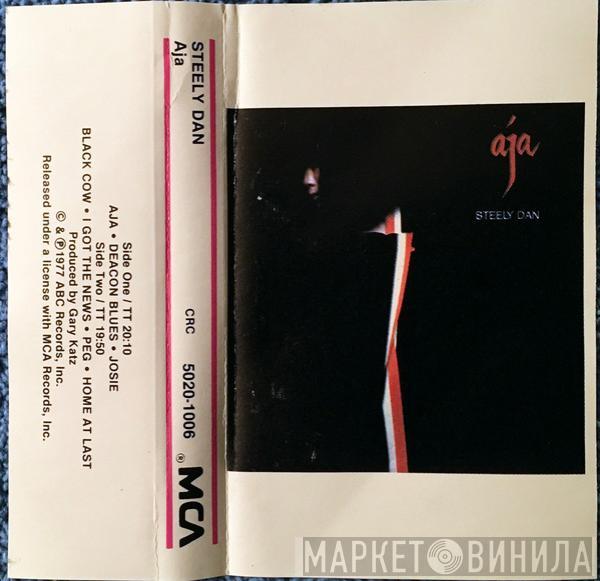 STEELY DAN
Aja
CRC
5020-1006
® MCA
Side One / TT 20:10
AJA • DEACON BLUES • JOSIE
Side Two / TT 19:50
BLACK COW • I GOT THE NEWS • PEG • HOME AT LAST
Produced by Gary Katz
© & ℗1977 ABC Records, Inc.
Released under a license with MCA Records, Inc.
aja
STEELY DAN
МАРКЕТ ВИНИЛА